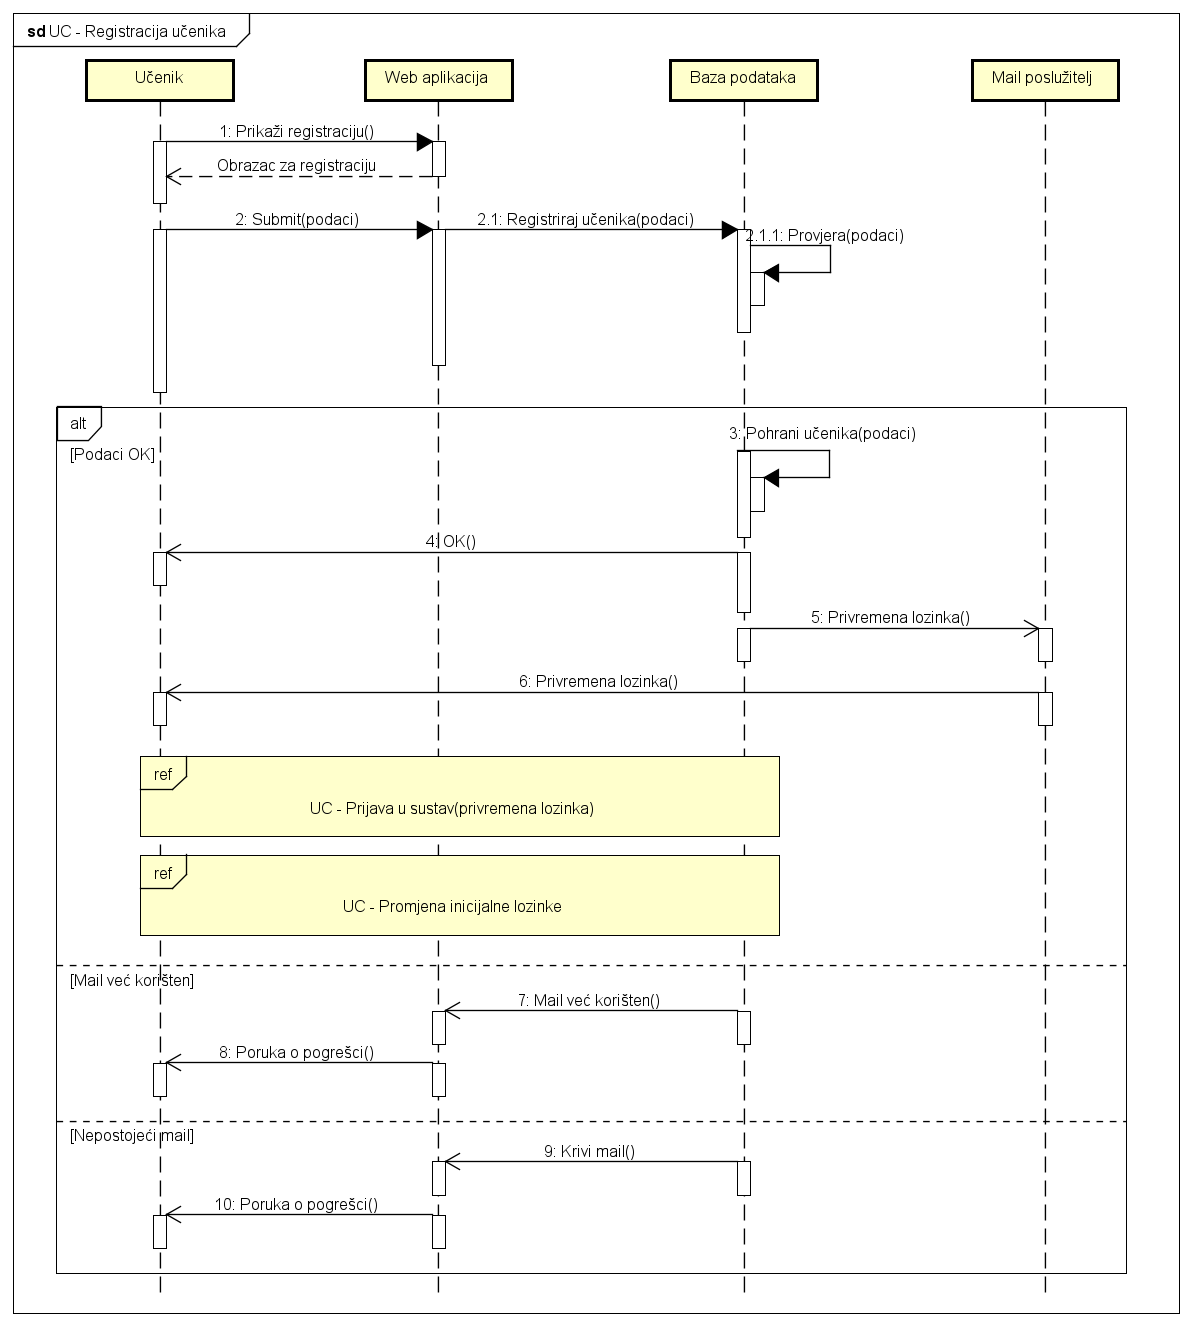 sd UC - Registracija učenika
Učenik
Web aplikacija
Baza podataka
Mail poslužitelj
1: Prikaži registraciju()
Obrazac za registraciju
2: Submit(podaci)
2.1: Registriraj učenika(podaci)
2.1.1: Provjera(podaci)
alt
[Podaci OK]
3: Pohrani učenika(podaci)
4: OK()
5: Privremena lozinka()
6: Privremena lozinka()
ref
UC - Prijava u sustav(privremena lozinka)
ref
UC - Promjena inicijalne lozinke
[Mail već korišten]
7: Mail već korišten()
8: Poruka o pogrešci()
[Nepostojeći mail]
9: Krivi mail()
10: Poruka o pogrešci()